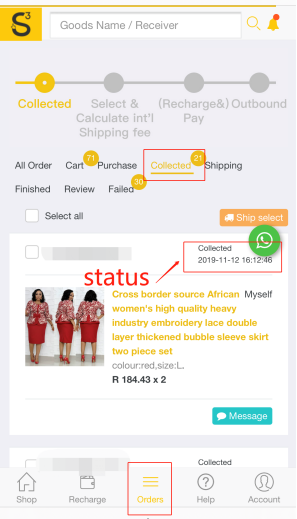 S3
Goods Name / Receiver
Collected
Select &
Calculate int'l
Shipping fee
(Recharge&)
Pay
Outbound
All Order
Cart 71
Purchase
Collected 21
Shipping
Finished
Review
Failed 30
Select all
Ship select
Collected
2019-11-12 16:12:46
status
Cross border source African
women's high quality heavy
industry embroidery lace double
layer thickened bubble sleeve skirt
two piece set
Myself
colour:red,size:L.
R 184.43 x 2
Message
Collected
Shop
Recharge
Orders
Help
Account